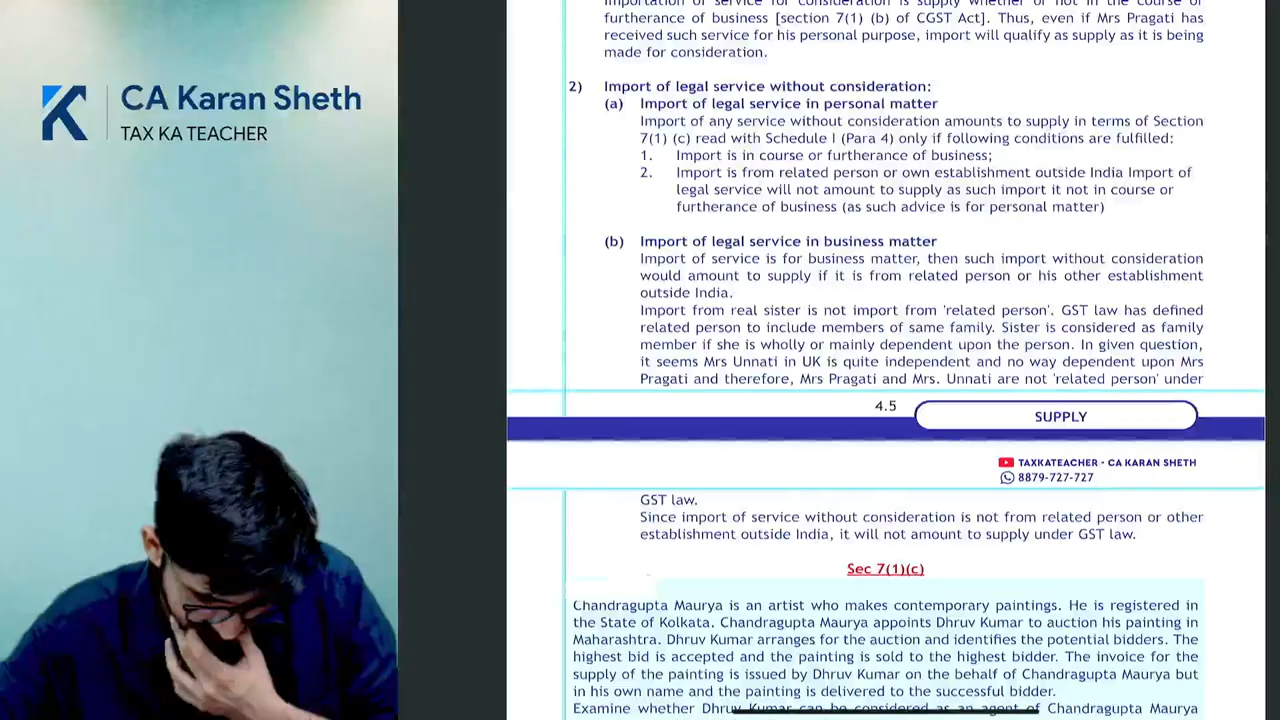 CA Karan Sheth
TAX KA TEACHER
Importation of service for consideration is supply whether or not in the course or
furtherance of business [section 7(1) (b) of CGST Act]. Thus, even if Mrs Pragati has
received such service for his personal purpose, import will qualify as supply as it is being
made for consideration.
2) Import of legal service without consideration:
(a) Import of legal service in personal matter
Import of any service without consideration amounts to supply in terms of Section
7(1) (c) read with Schedule I (Para 4) only if following conditions are fulfilled:
1. Import is in course or furtherance of business;
2. Import is from related person or own establishment outside India Import of
legal service will not amount to supply as such import it not in course or
furtherance of business (as such advice is for personal matter)
(b) Import of legal service in business matter
Import of service is for business matter, then such import without consideration
would amount to supply if it is from related person or his other establishment
outside India.
Import from real sister is not import from 'related person'. GST law has defined
related person to include members of same family. Sister is considered as family
member if she is wholly or mainly dependent upon the person. In given question,
it seems Mrs Unnati in UK is quite independent and no way dependent upon Mrs
Pragati and therefore, Mrs Pragati and Mrs. Unnati are not 'related person' under
4.5
SUPPLY
TAXKATEACHER - CA KARAN SHETH
8879-727-727
GST law.
Since import of service without consideration is not from related person or other
establishment outside India, it will not amount to supply under GST law.
Sec 7(1)(c)
Chandragupta Maurya is an artist who makes contemporary paintings. He is registered in
the State of Kolkata. Chandragupta Maurya appoints Dhruv Kumar to auction his painting in
Maharashtra. Dhruv Kumar arranges for the auction and identifies the potential bidders. The
highest bid is accepted and the painting is sold to the highest bidder. The invoice for the
supply of the painting is issued by Dhruv Kumar on the behalf of Chandragupta Maurya but
in his own name and the painting is delivered to the successful bidder.
Examine whether Dhruv Kumar can be considered as an agent of Chandragupta Maurya